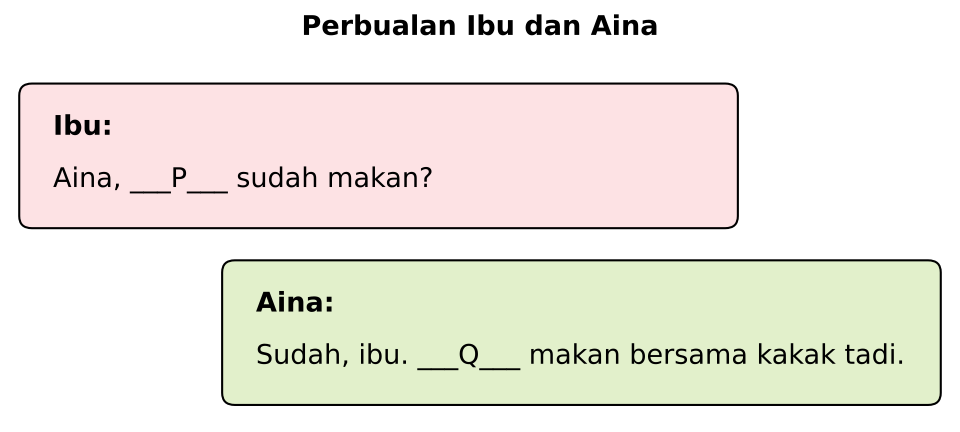 Perbualan Ibu dan Aina
Ibu:
Aina, ___P___ sudah makan?
Aina:
Sudah, ibu. ___Q___ makan bersama kakak tadi.